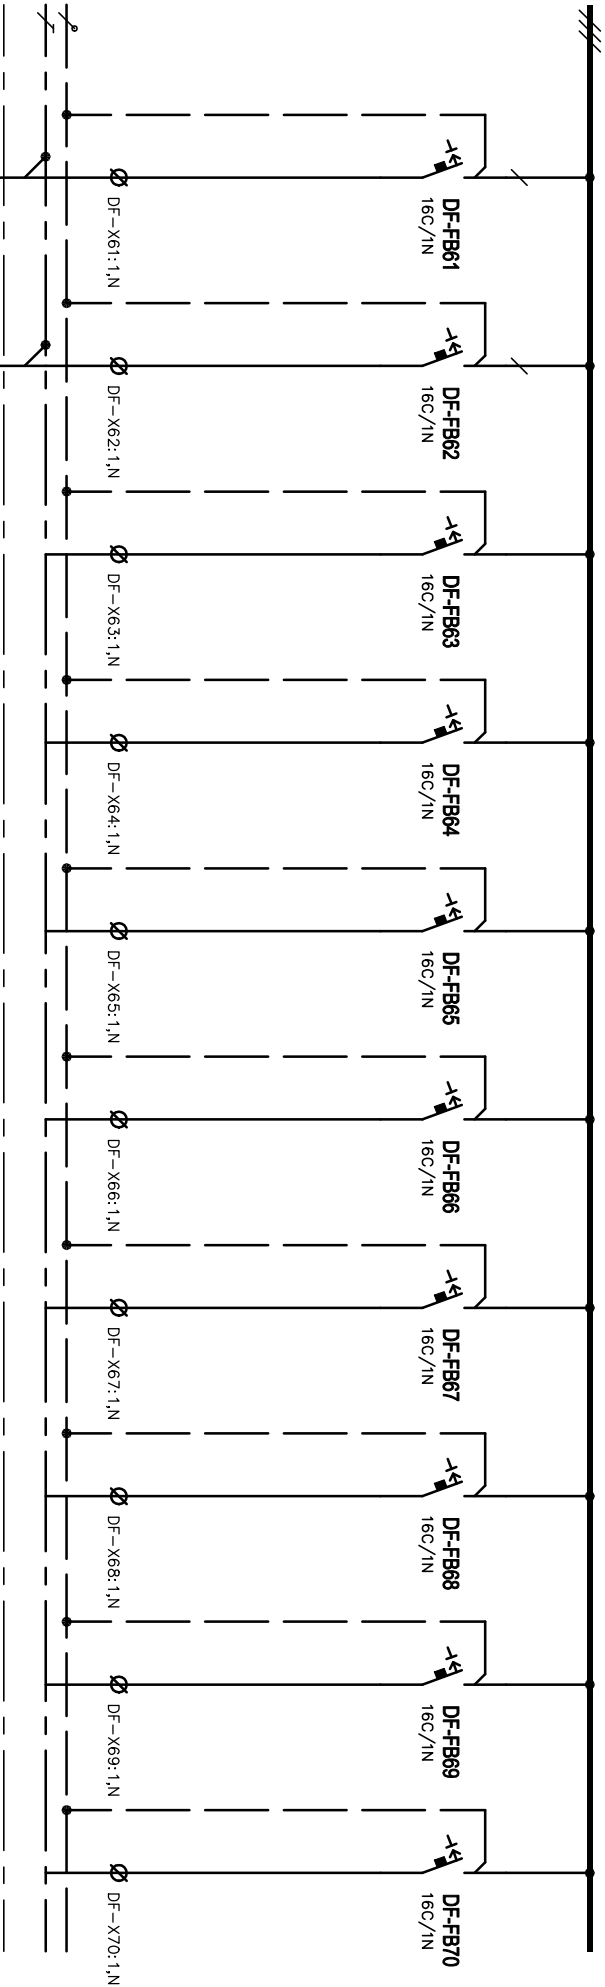 DF-FB61
16C/1N
DF-X61:1,N
DF-FB62
16C/1N
DF-X62:1,N
DF-FB63
16C/1N
DF-X63:1,N
DF-FB64
16C/1N
DF-X64:1,N
DF-FB65
16C/1N
DF-X65:1,N
DF-FB66
16C/1N
DF-X66:1,N
DF-FB67
16C/1N
DF-X67:1,N
DF-FB68
16C/1N
DF-X68:1,N
DF-FB69
16C/1N
DF-X69:1,N
DF-FB70
16C/1N
DF-X70:1,N